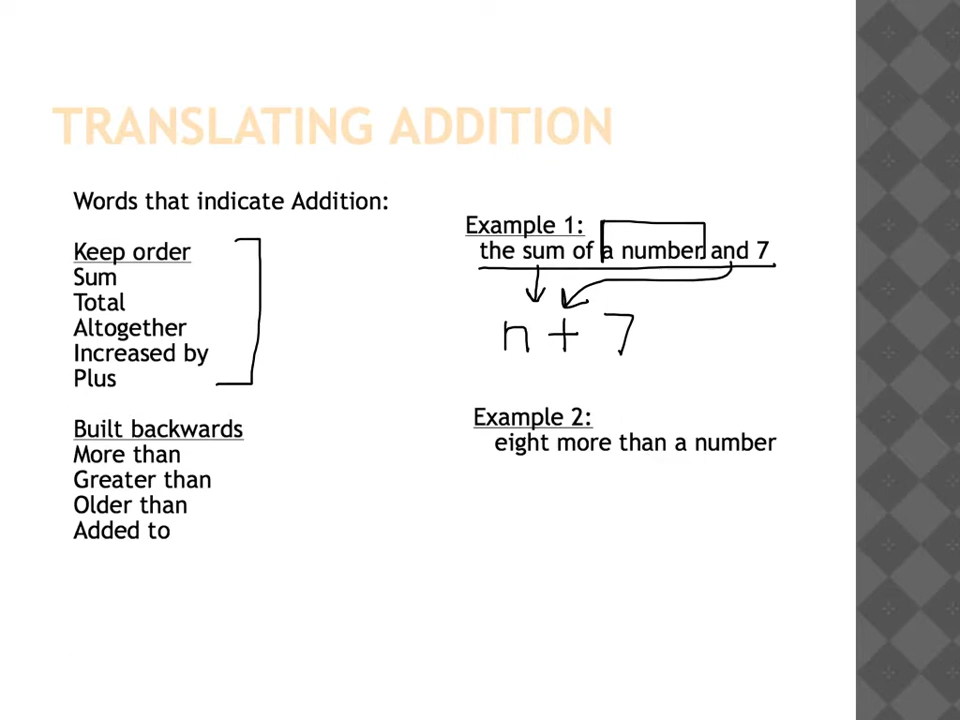 TRANSLATING ADDITION
Words that indicate Addition:
Keep order
Sum
Total
Altogether
Increased by
Plus
Built backwards
More than
Greater than
Older than
Added to
Example 1:
the sum of a number and 7
n + 7
Example 2:
eight more than a number